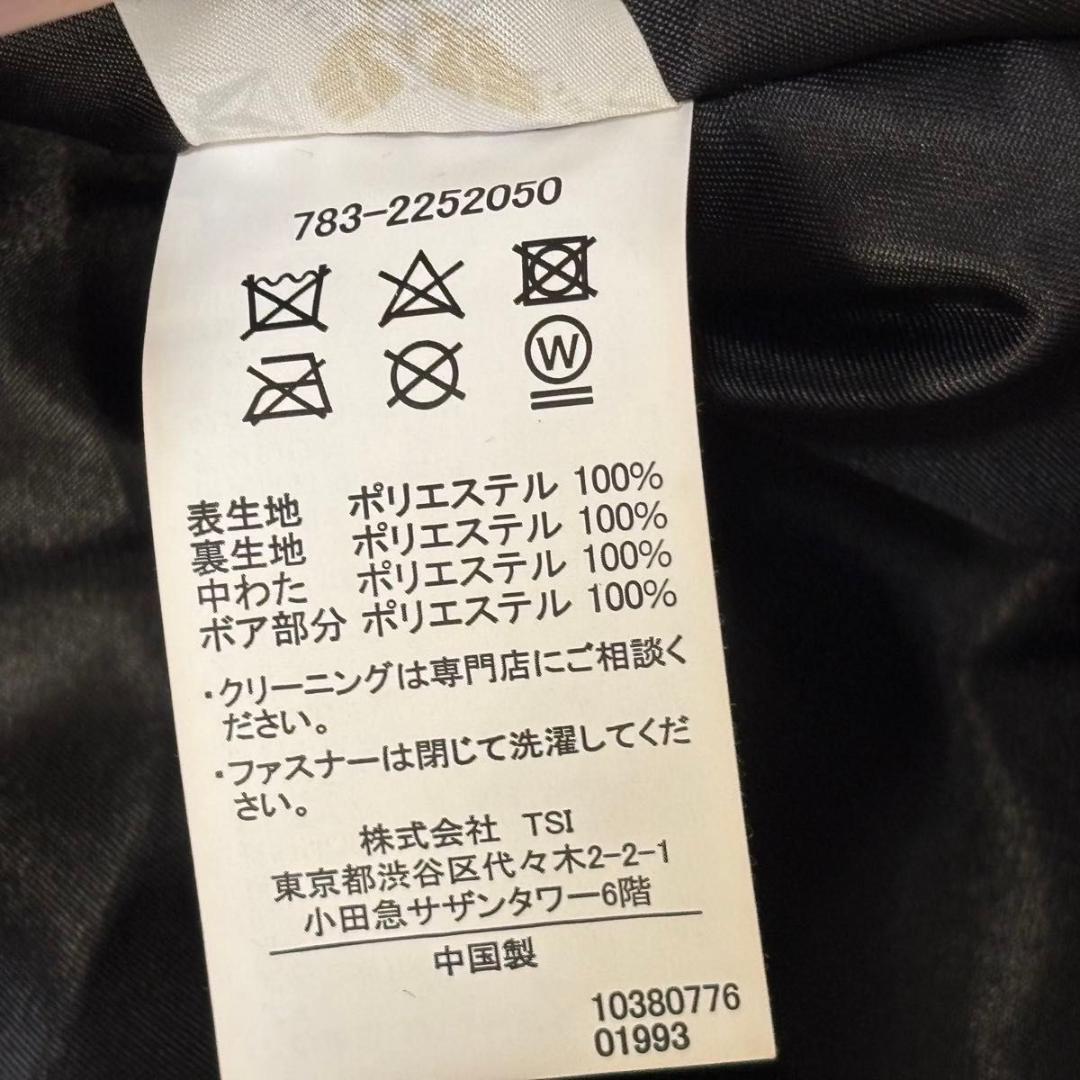 783-2252050
W
表生地 ポリエステル 100%
裏生地 ポリエステル 100%
中わた ポリエステル 100%
ボア部分 ポリエステル 100%
・クリーニングは専門店にご相談く
ださい。
・ファスナーは閉じて洗濯してくだ
さい。
株式会社 TSI
東京都渋谷区代々木2-2-1
小田急サザンタワー6階
中国製
10380776
01993